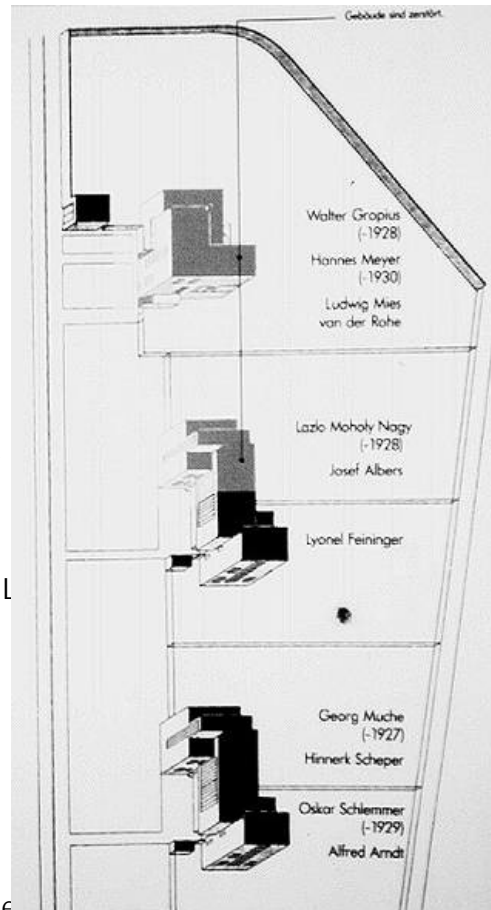 Gebäude sind zerstört.
Walter Gropius
(-1928)
Hannes Meyer
(-1930)
Ludwig Mies
van der Rohe
Lazlo Moholy Nagy
(-1928)
Josef Albers
Lyonel Feininger
L
Georg Muche
(-1927)
Hinnerk Scheper
Oskar Schlemmer
(-1929)
Alfred Arndt
e